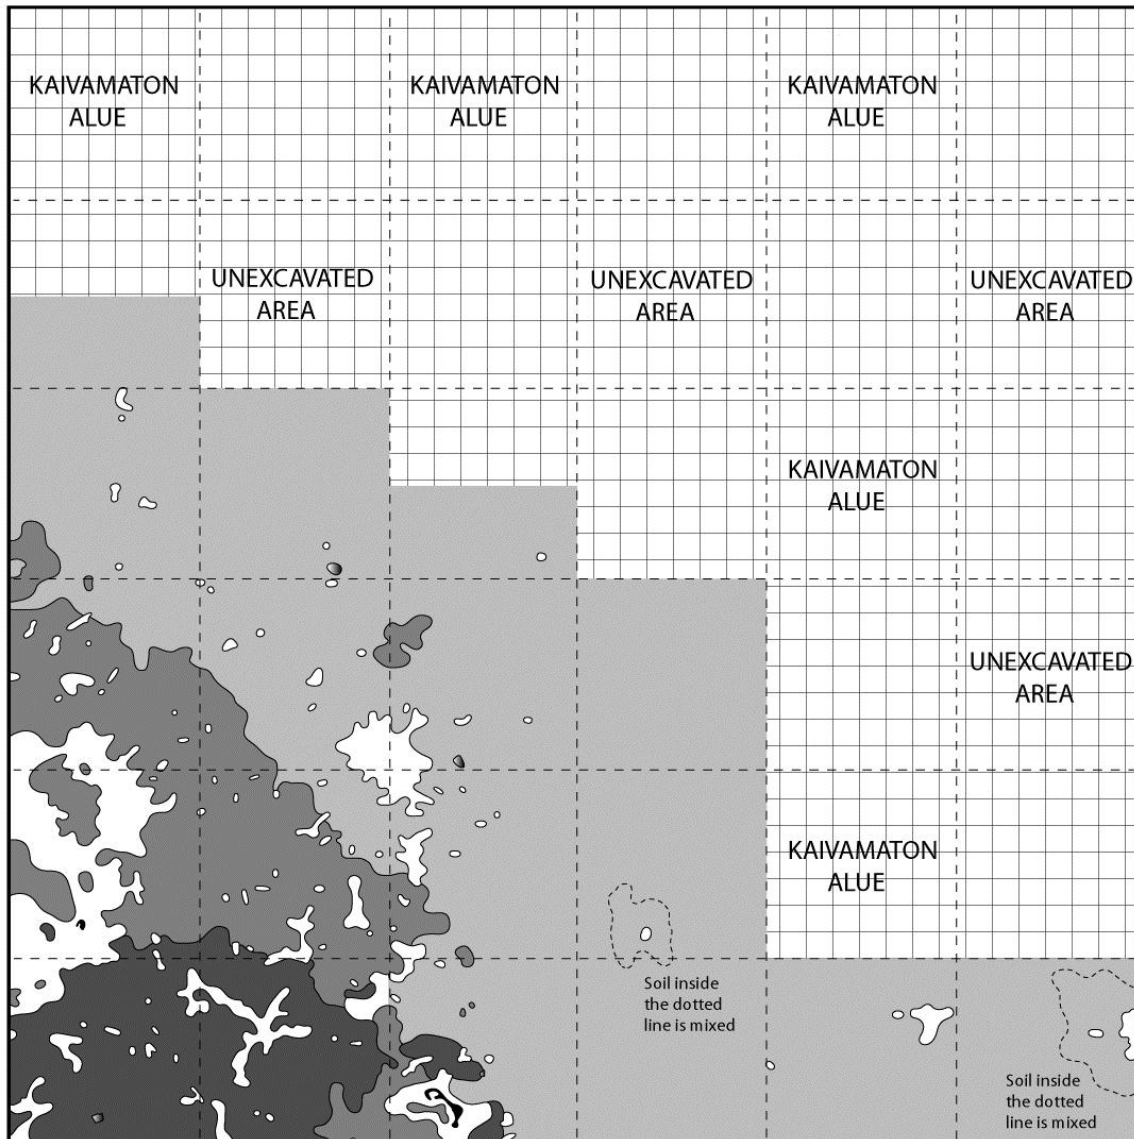 KAIVAMATON
ALUE
KAIVAMATON
ALUE
KAIVAMATON
ALUE
UNEXCAVATED
AREA
UNEXCAVATED
AREA
UNEXCAVATED
AREA
KAIVAMATON
ALUE
UNEXCAVATED
AREA
KAIVAMATON
ALUE
Soil inside
the dotted
line is mixed
Soil inside
the dotted
line is mixed